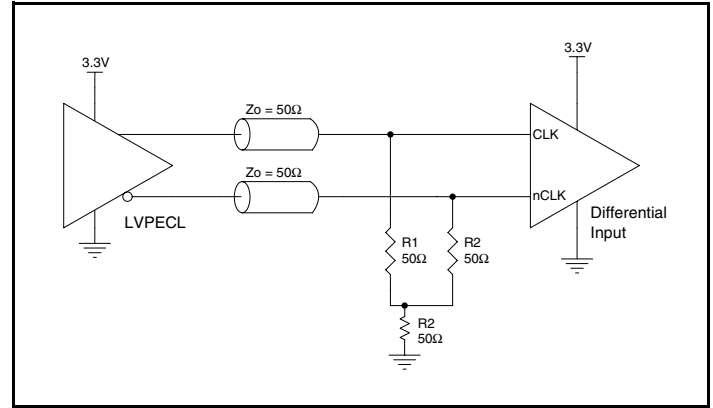 3.3V
3.3V
Zo = 50Ω
CLK
Zo = 50Ω
nCLK
LVPECL
Differential
Input
R1
50Ω
R2
50Ω
R2
50Ω